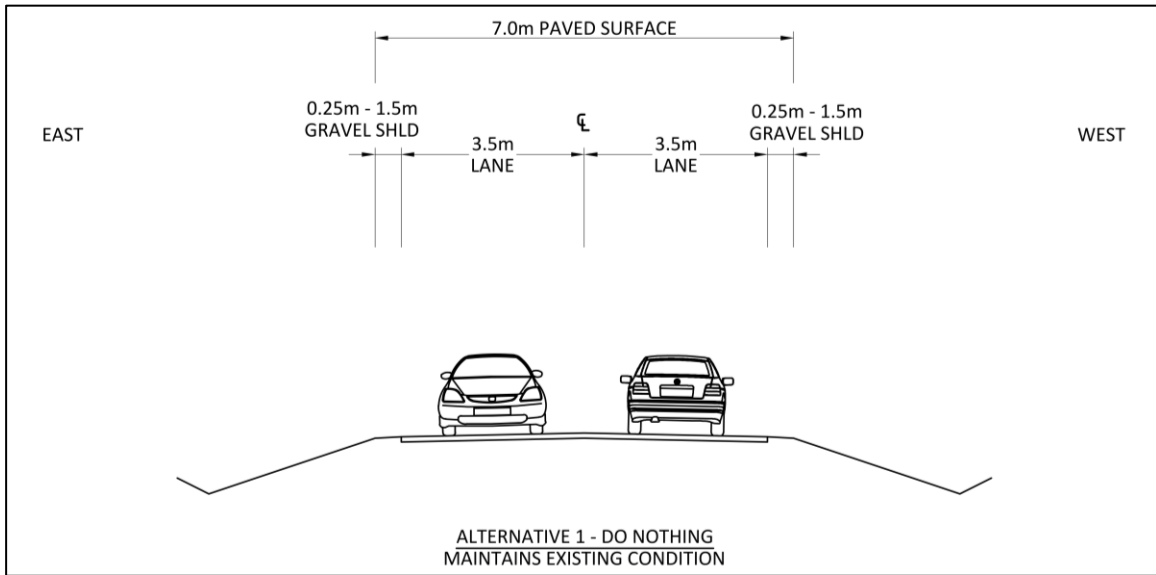 7.0m PAVED SURFACE
0.25m - 1.5m
GRAVEL SHLD
℄
0.25m - 1.5m
GRAVEL SHLD
EAST
WEST
3.5m
LANE
3.5m
LANE
ALTERNATIVE 1 - DO NOTHING
MAINTAINS EXISTING CONDITION